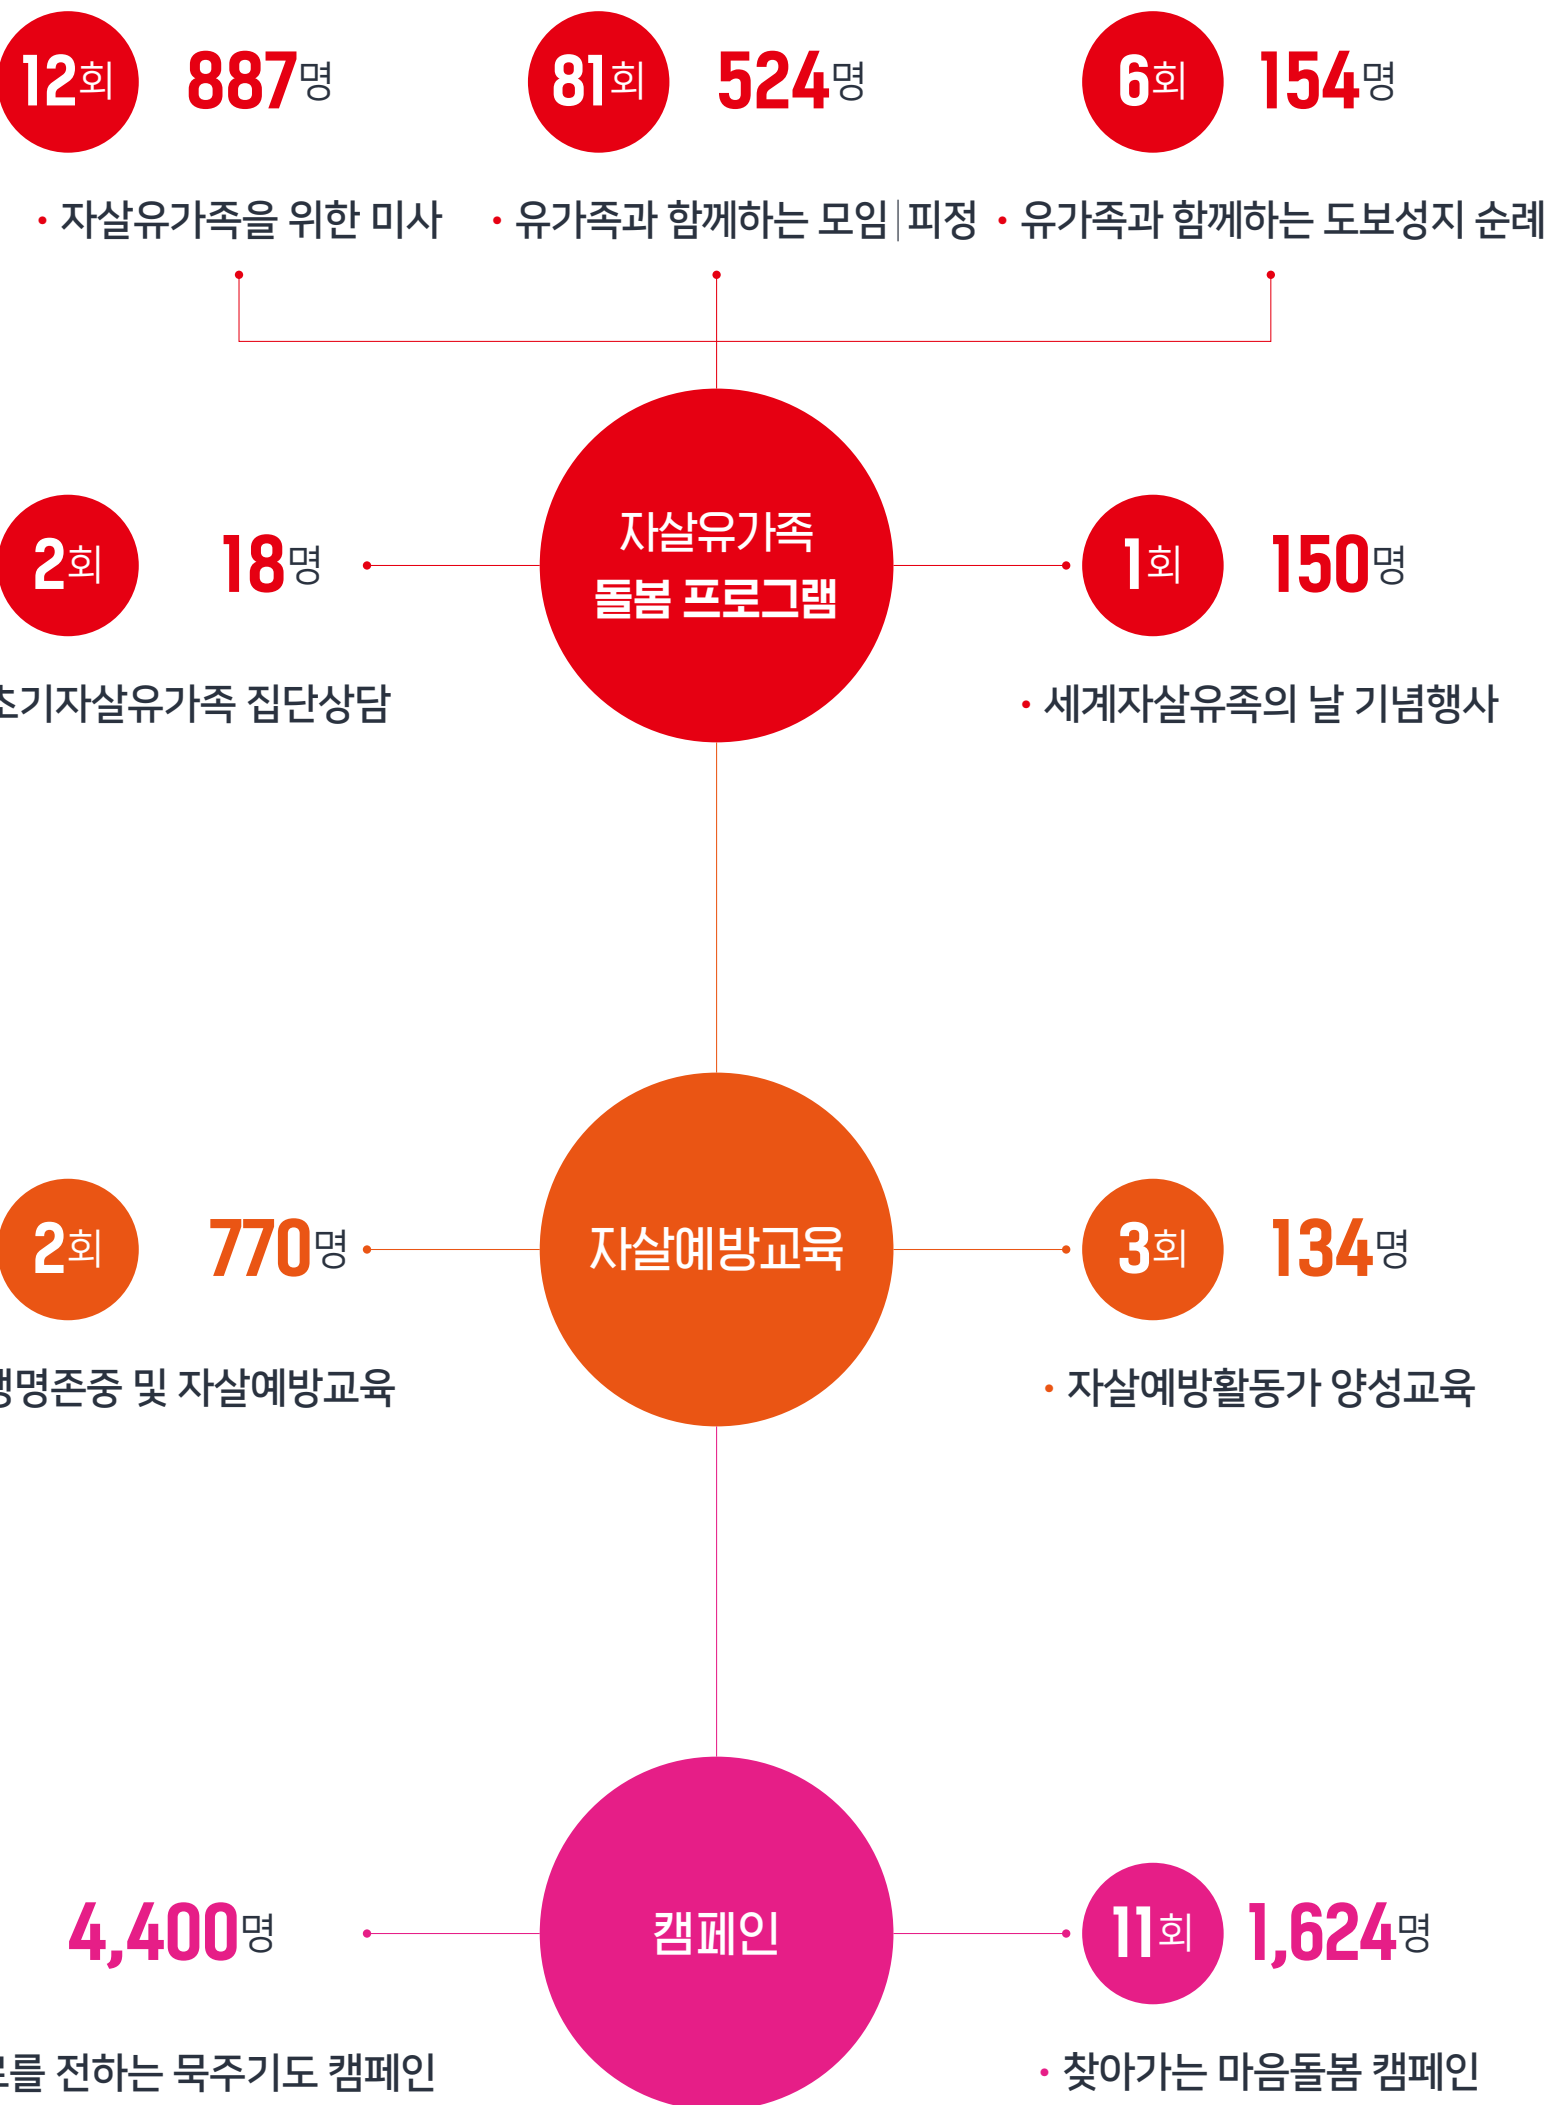 12회 887명
81회 524명
6회 154명
· 자살유가족을 위한 미사
· 유가족과 함께하는 모임|피정
· 유가족과 함께하는 도보성지 순례
자살유가족
돌봄 프로그램
2회 18명
초기자살유가족 집단상담
1회 150명
· 세계자살유족의 날 기념행사
자살예방교육
2회 770명
생명존중 및 자살예방교육
3회 134명
· 자살예방활동가 양성교육
캠페인
4,400명
전하는 묵주기도 캠페인
11회 1,624명
· 찾아가는 마음돌봄 캠페인